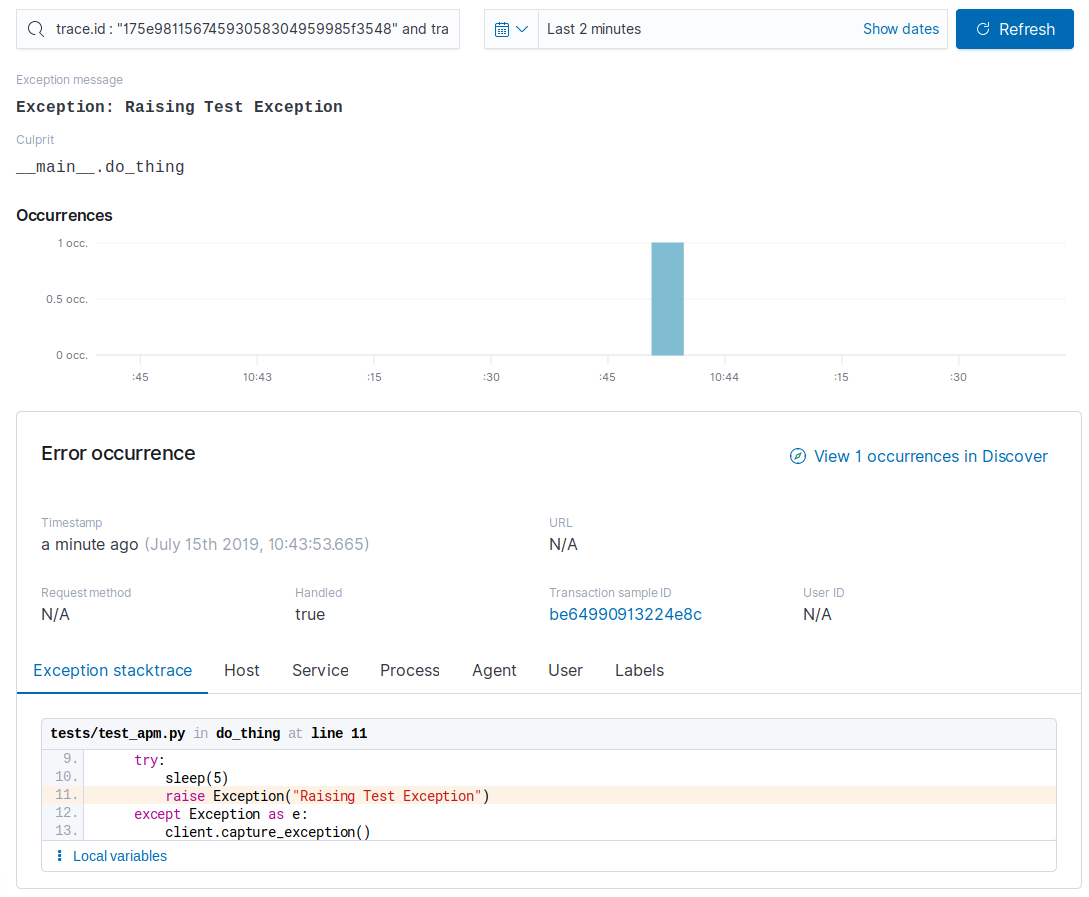 trace.id : "175e98115674593058304959985f3548" and tra
Last 2 minutes
Show dates
Refresh
Exception message
Exception: Raising Test Exception
Culprit
__main__.do_thing
Occurrences
1 occ.
0.5 occ.
0 occ.
:45 10:43 :15 :30 :45 10:44 :15 :30
Error occurrence
View 1 occurrences in Discover
Timestamp
a minute ago (July 15th 2019, 10:43:53.665)
URL
N/A
Request method
N/A
Handled
true
Transaction sample ID
be64990913224e8c
User ID
N/A
Exception stacktrace Host Service Process Agent User Labels
tests/test_apm.py in do_thing at line 11
9. try:
10. sleep(5)
11. raise Exception("Raising Test Exception")
12. except Exception as e:
13. client.capture_exception()
Local variables